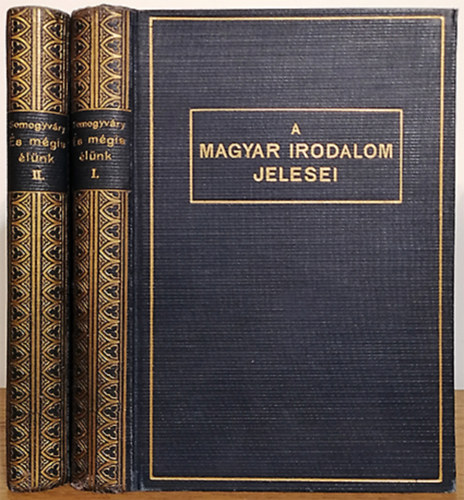 Somogyváry
És mégis
élünk
II.
Somogyváry
És mégis
élünk
I.
A
MAGYAR IRODALOM
JELESEI